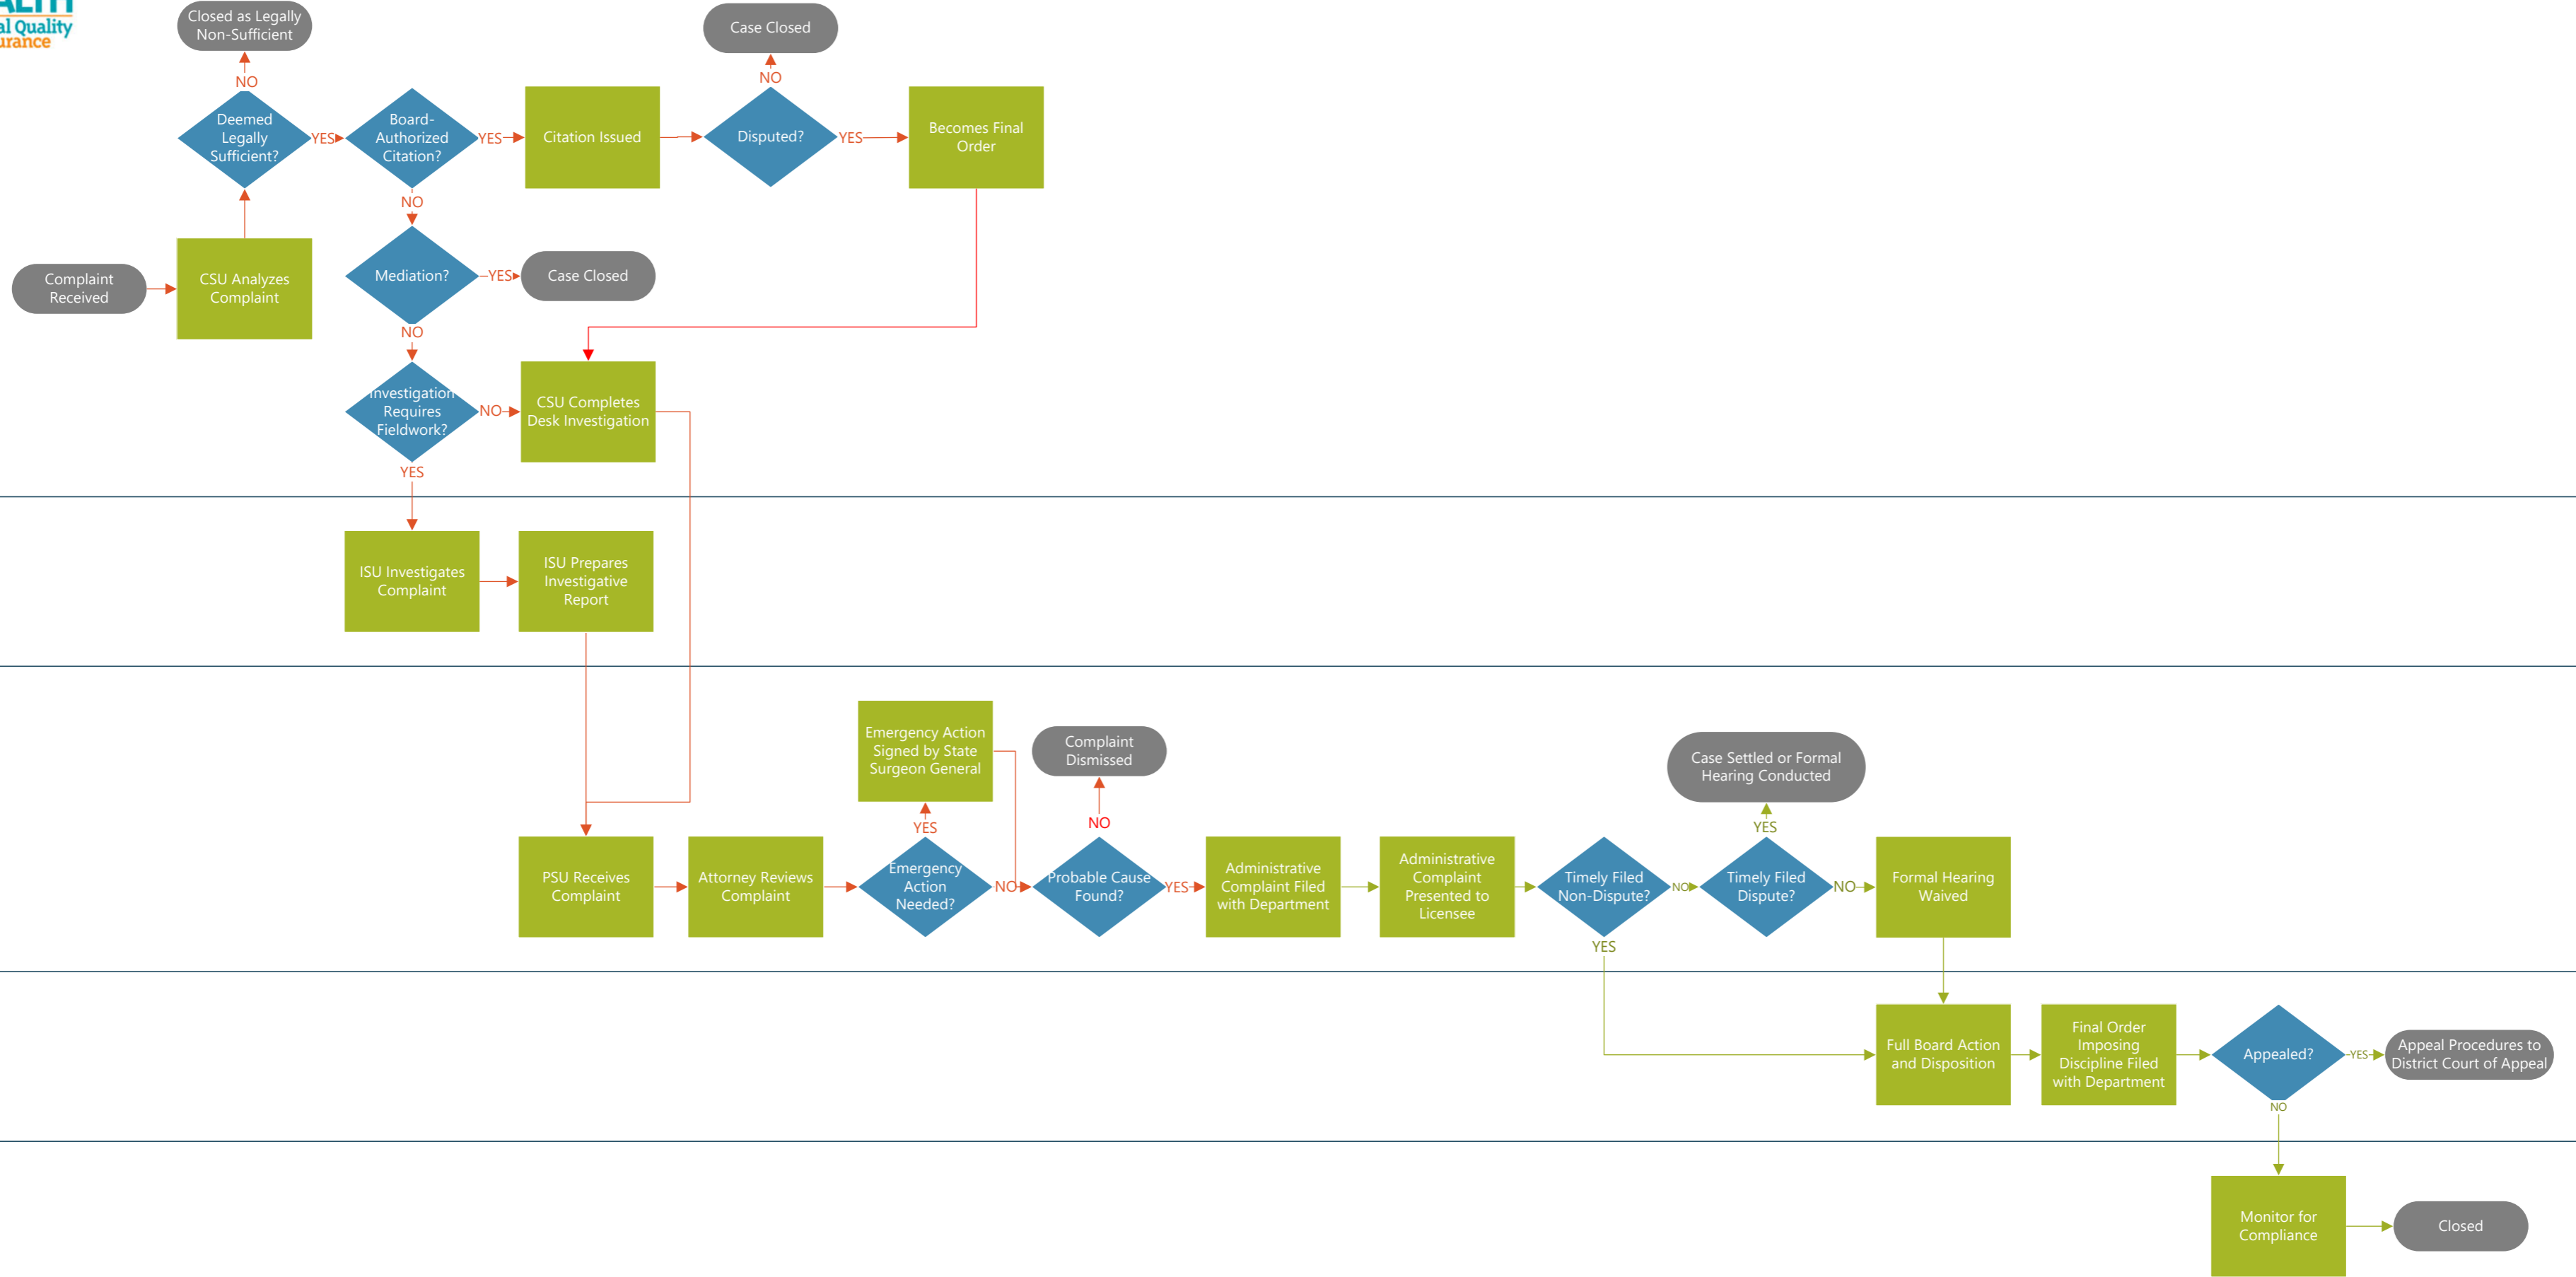 al Quality
Closed as Legally
Non-Sufficient
Case Closed
NO
NO
Deemed
Legally
Sufficient?
YES
Board-
Authorized
Citation?
YES
Citation Issued
Disputed?
YES
Becomes Final
Order
NO
Complaint
Received
CSU Analyzes
Complaint
Mediation?
YES
Case Closed
NO
Investigation
Requires
Fieldwork?
NO
CSU Completes
Desk Investigation
YES
ISU Investigates
Complaint
ISU Prepares
Investigative
Report
Emergency Action
Signed by State
Surgeon General
Complaint
Dismissed
Case Settled or Formal
Hearing Conducted
YES
NO
YES
PSU Receives
Complaint
Attorney Reviews
Complaint
Emergency
Action
Needed?
NO
Probable Cause
Found?
YES
Administrative
Complaint Filed
with Department
Administrative
Complaint
Presented to
Licensee
Timely Filed
Non-Dispute?
NO
Timely Filed
Dispute?
NO
Formal Hearing
Waived
YES
Full Board Action
and Disposition
Final Order
Imposing
Discipline Filed
with Department
Appealed?
YES
Appeal Procedures to
District Court of Appeal
NO
Monitor for
Compliance
Closed